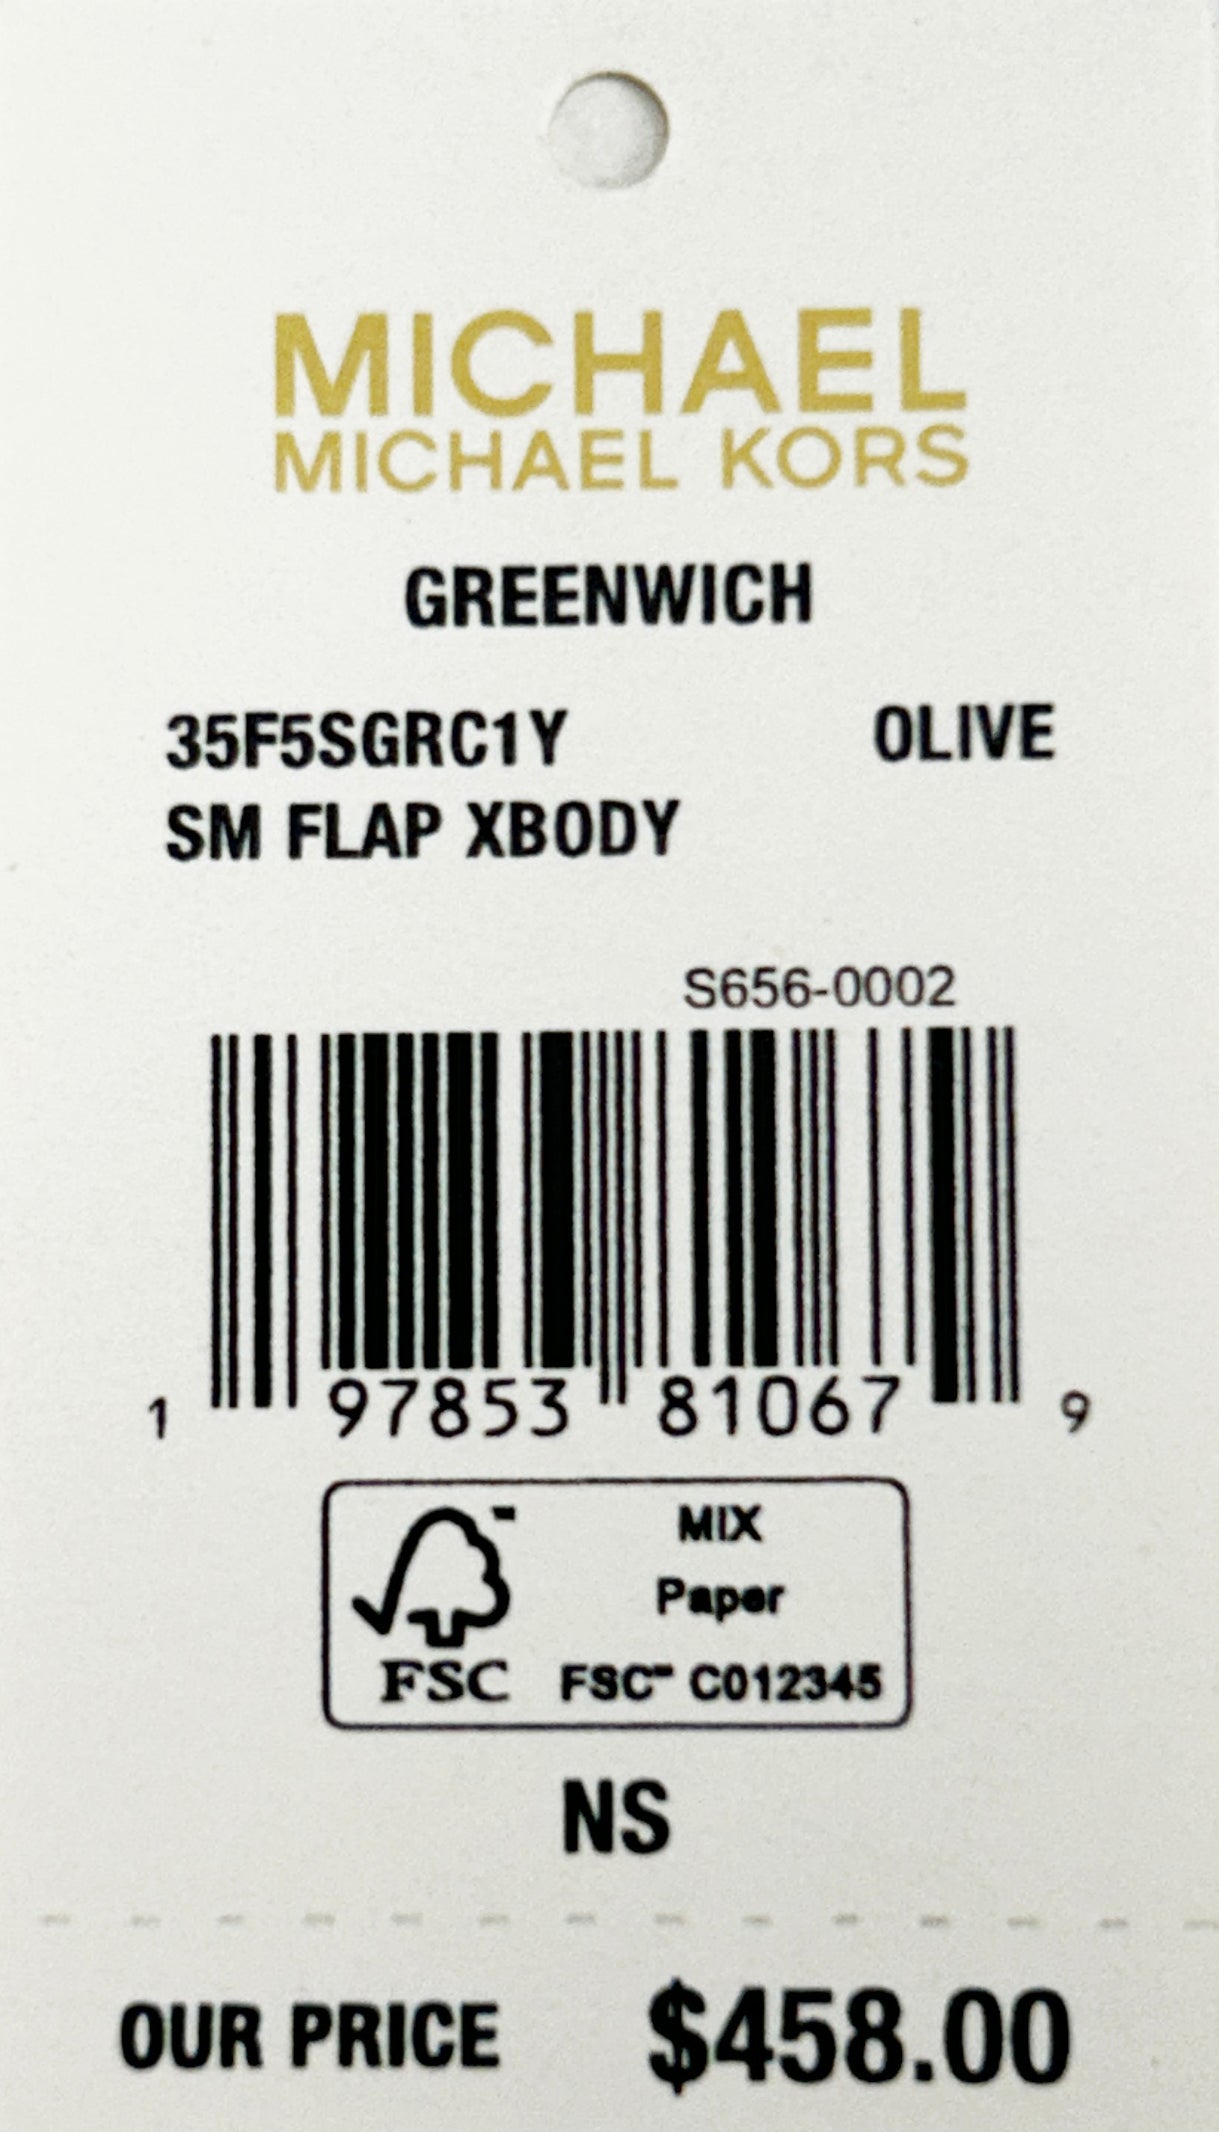 MICHAEL
MICHAEL KORS
GREENWICH
35F5SGRC1Y OLIVE
SM FLAP XBODY
S656-0002
1 97853 81067 9
MIX
Paper
FSC FSC™ C012345
NS
OUR PRICE $458.00